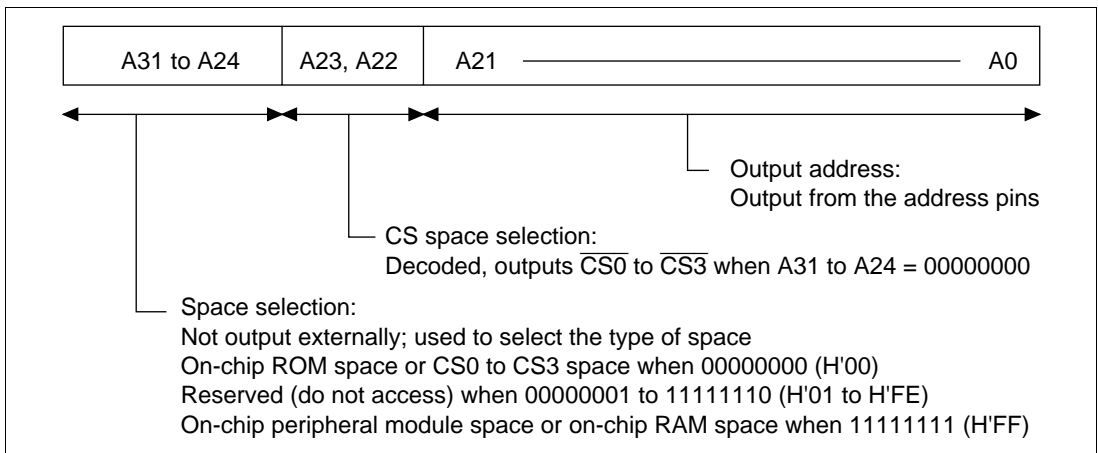 A31 to A24 A23, A22 A21 A0
Output address:
Output from the address pins
CS space selection:
Decoded, outputs C̅S̅0̅ to C̅S̅3̅ when A31 to A24 = 00000000
Space selection:
Not output externally; used to select the type of space
On-chip ROM space or CS0 to CS3 space when 00000000 (H'00)
Reserved (do not access) when 00000001 to 11111110 (H'01 to H'FE)
On-chip peripheral module space or on-chip RAM space when 11111111 (H'FF)